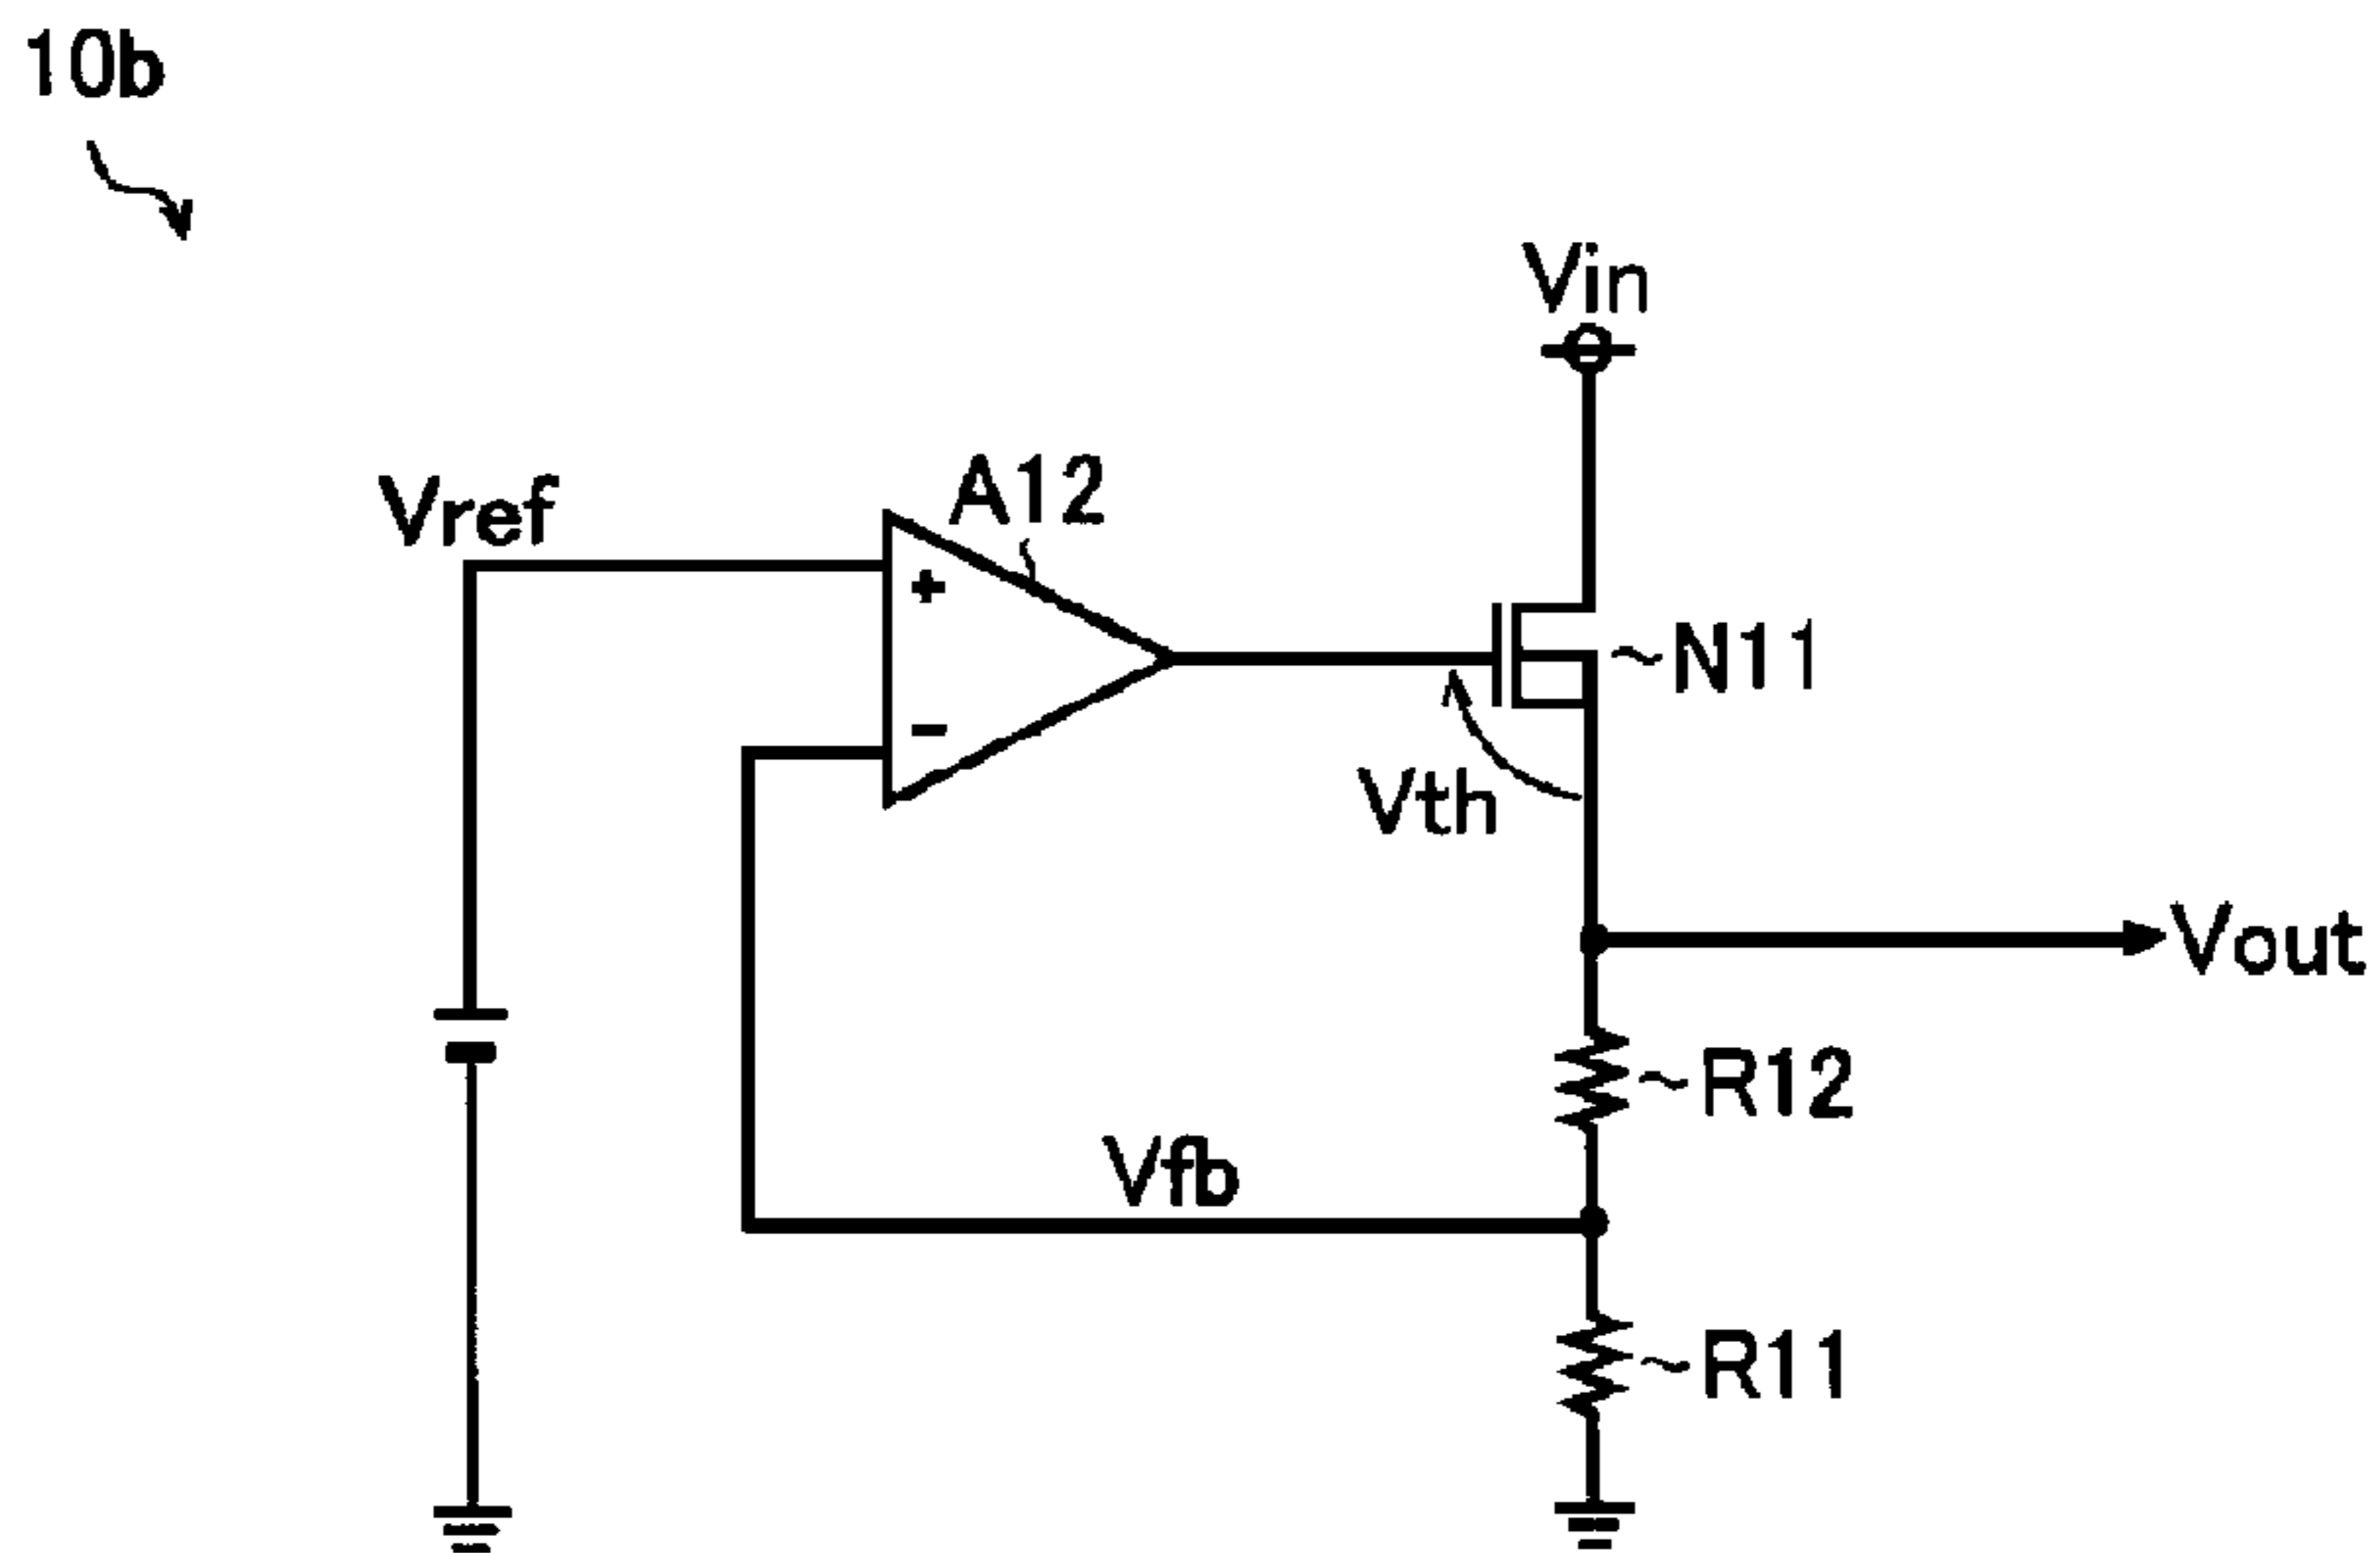 10b
Vin
Vref
A12
+
N11
-
Vth
Vout
R12
Vfb
R11